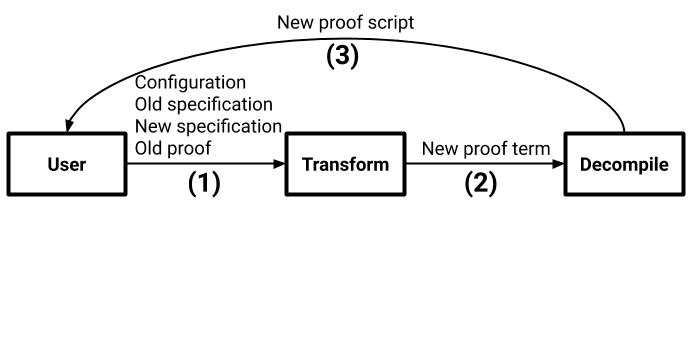 New proof script
(3)
Configuration
Old specification
New specification
Old proof
User
(1)
Transform
New proof term
(2)
Decompile